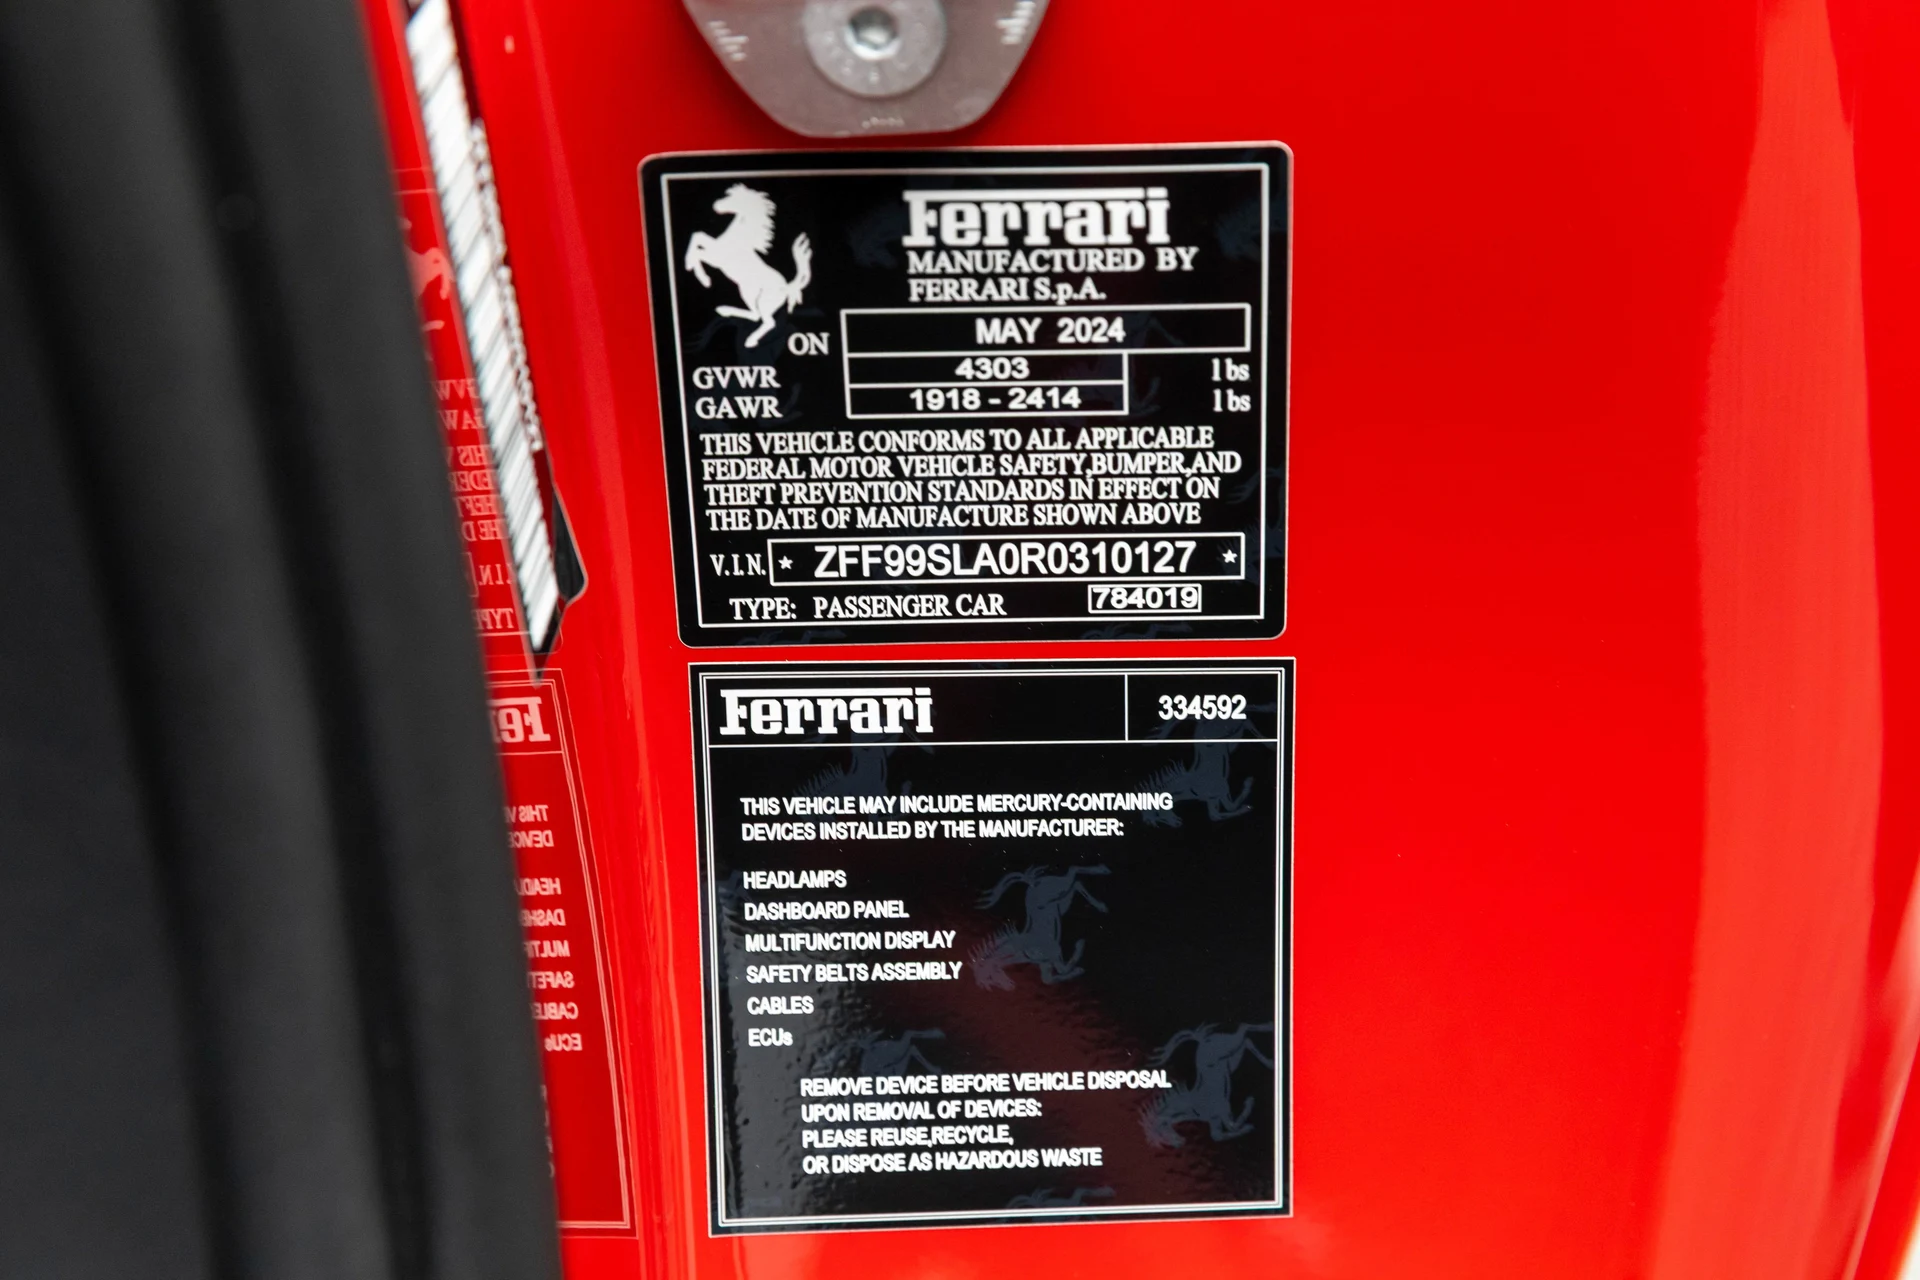 Ferrari
MANUFACTURED BY
FERRARI S.p.A.
ON MAY 2024
GVWR 4303 lbs
GAWR 1918 - 2414 lbs
THIS VEHICLE CONFORMS TO ALL APPLICABLE
FEDERAL MOTOR VEHICLE SAFETY,BUMPER,AND
THEFT PREVENTION STANDARDS IN EFFECT ON
THE DATE OF MANUFACTURE SHOWN ABOVE
V.I.N. * ZFF99SLA0R0310127 *
TYPE: PASSENGER CAR 784019
Ferrari 334592
THIS VEHICLE MAY INCLUDE MERCURY-CONTAINING
DEVICES INSTALLED BY THE MANUFACTURER:
HEADLAMPS
DASHBOARD PANEL
MULTIFUNCTION DISPLAY
SAFETY BELTS ASSEMBLY
CABLES
ECUs
REMOVE DEVICE BEFORE VEHICLE DISPOSAL
UPON REMOVAL OF DEVICES:
PLEASE REUSE,RECYCLE,
OR DISPOSE AS HAZARDOUS WASTE